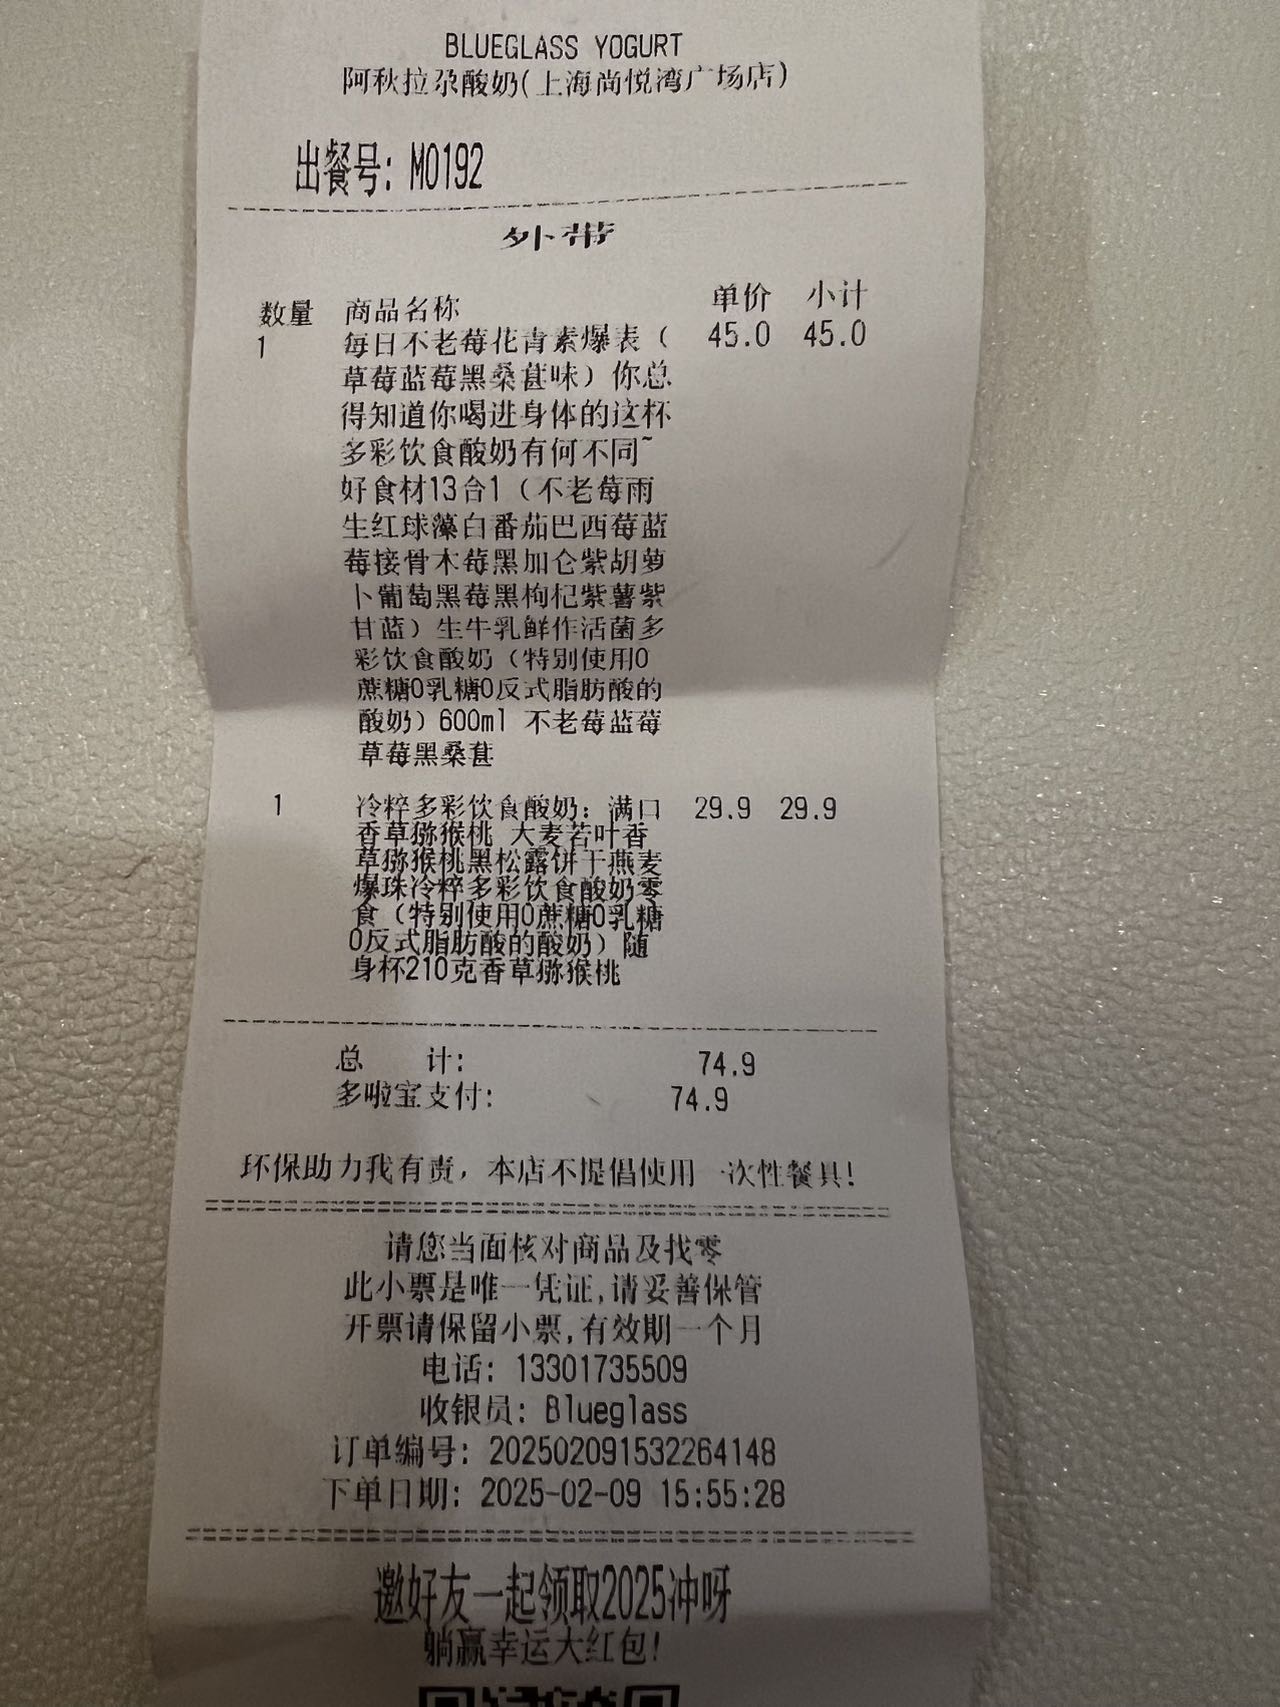 BLUEGLASS YOGURT
阿秋拉尕酸奶(上海尚悦湾广场店)
出餐号: M0192
外带
数量 商品名称 单价 小计
1 每日不老莓花青素爆表（ 45.0 45.0
草莓蓝莓黑桑葚味）你总
得知道你喝进身体的这杯
多彩饮食酸奶有何不同~
好食材13合1（不老莓雨
生红球藻白番茄巴西莓蓝
莓接骨木莓黑加仑紫胡萝
卜葡萄黑莓黑枸杞紫薯紫
甘蓝）生牛乳鲜作活菌多
彩饮食酸奶（特别使用0
蔗糖0乳糖0反式脂肪酸的
酸奶）600ml 不老莓蓝莓
草莓黑桑葚
1 冷粹多彩饮食酸奶：满口 29.9 29.9
香草猕猴桃 大麦若叶香
草猕猴桃黑松露饼干燕麦
爆珠冷粹多彩饮食酸奶零
食（特别使用0蔗糖0乳糖
0反式脂肪酸的酸奶）随
身杯210克香草猕猴桃
总 计: 74.9
多啦宝支付: 74.9
环保助力我有责，本店不提倡使用一次性餐具!
请您当面核对商品及找零
此小票是唯一凭证,请妥善保管
开票请保留小票,有效期一个月
电话: 13301735509
收银员: Blueglass
订单编号: 202502091532264148
下单日期: 2025-02-09 15:55:28
邀好友一起领取2025冲呀
躺赢幸运大红包!